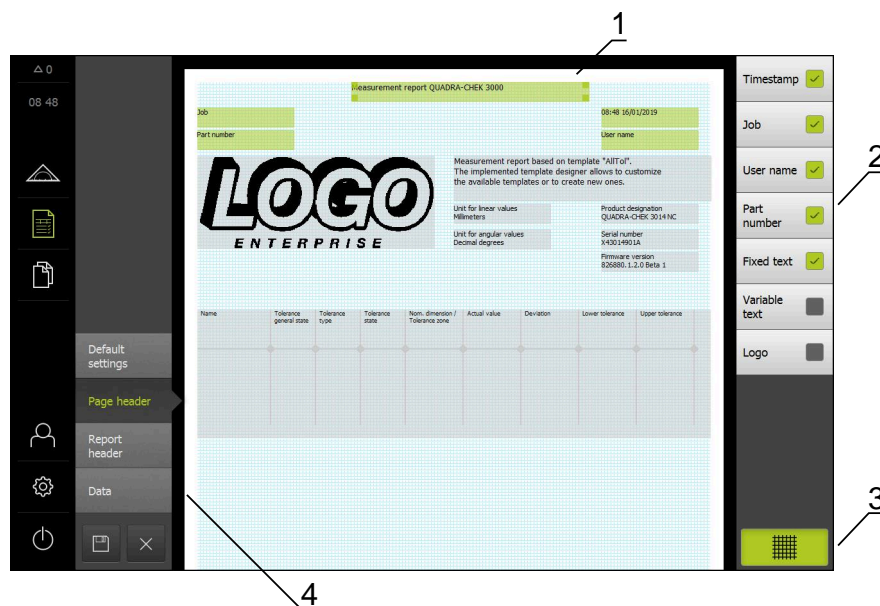 1
△ 0
08 48
Default
settings
Page header
Report
header
Data
Measurement report QUADRA-CHEK 3000
Job
08:48 16/01/2019
Part number
User name
LOGO
ENTERPRISE
Measurement report based on template "AllTol".
The implemented template designer allows to customize
the available templates or to create new ones.
Unit for linear values
Millimeters
Product designation
QUADRA-CHEK 3014 NC
Unit for angular values
Decimal degrees
Serial number
X43014901A
Firmware version
826880.1.2.0 Beta 1
Name
Tolerance
general state
Tolerance
type
Tolerance
state
Nom. dimension /
Tolerance zone
Actual value
Deviation
Lower tolerance
Upper tolerance
Timestamp
Job
User name
Part
number
Fixed text
Variable
text
Logo
2
3
4